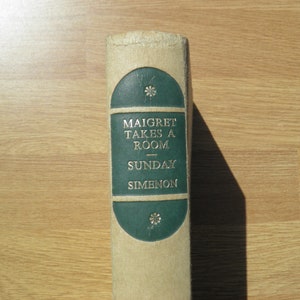 MAIGRET
TAKES A
ROOM
SUNDAY
SIMENON